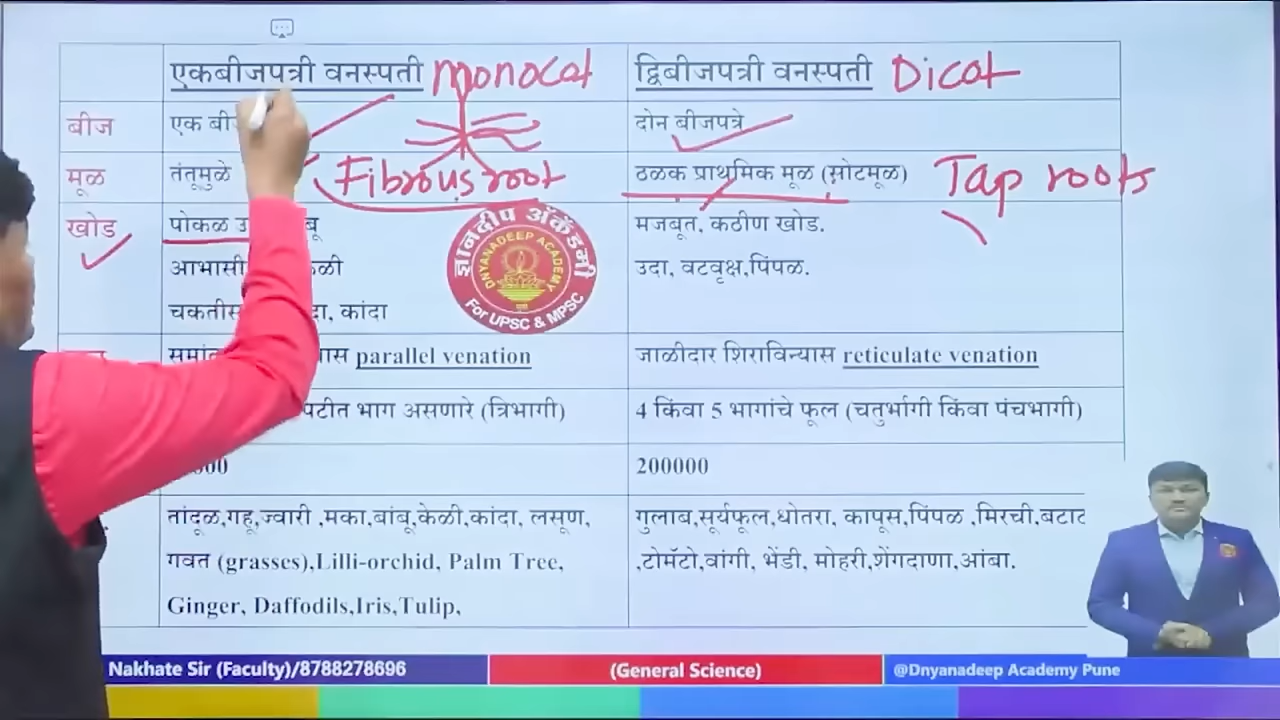 एकबीजपत्री वनस्पती monocot
द्विबीजपत्री वनस्पती Dicot
बीज
एक
दोन बीजपत्रे
मूळ
तंतूमुळे Fibrous root
ठळक प्राथमिक मूळ (सोटमूळ) Tap roots
खोड
पोकळ
मजबूत, कठीण खोड.
उदा, वटवृक्ष,पिंपळ.
आभासी
चकतीस कांदा
parallel venation
जाळीदार शिराविन्यास reticulate venation
पटीत भाग असणारे (त्रिभागी)
4 किंवा 5 भागांचे फूल (चतुर्भागी किंवा पंचभागी)
200000
तांदूळ,गहू,ज्वारी ,मका,बांबू,केळी,कांदा, लसूण,
गवत (grasses),Lilli-orchid, Palm Tree,
Ginger, Daffodils,Iris,Tulip,
गुलाब,सूर्यफूल,धोतरा, कापूस,पिंपळ ,मिरची,बटाट
,टोमॅटो,वांगी, भेंडी, मोहरी,शेंगदाणा,आंबा.
ज्ञानदीप अ‍ॅकॅडमी
DNYANADEEP ACADEMY
For UPSC & MPSC
Nakhate Sir (Faculty)/8788278696
(General Science)
@Dnyanadeep Academy Pune